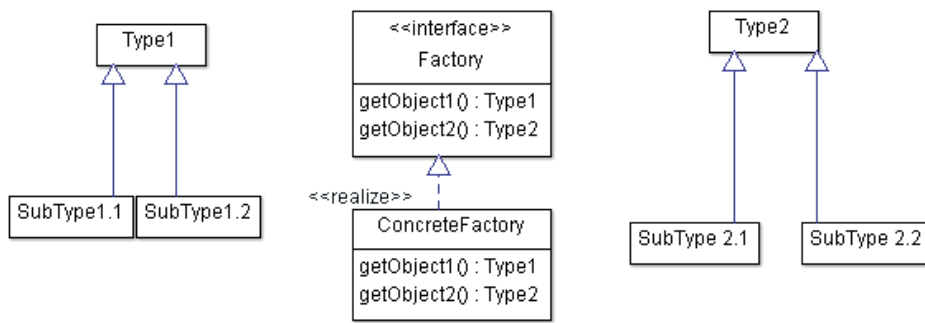 Type1
SubType1.1
SubType1.2
<<interface>>
Factory
getObject1() : Type1
getObject2() : Type2
<<realize>>
ConcreteFactory
getObject1() : Type1
getObject2() : Type2
Type2
SubType 2.1
SubType 2.2